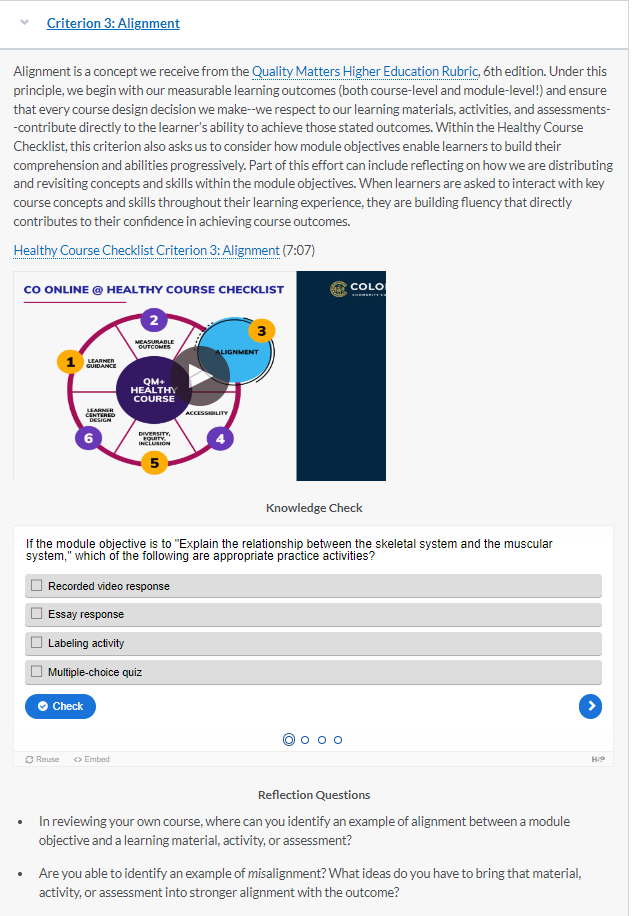 Criterion 3: Alignment
Alignment is a concept we receive from the Quality Matters Higher Education Rubric, 6th edition. Under this
principle, we begin with our measurable learning outcomes (both course-level and module-level!) and ensure
that every course design decision we make--we respect to our learning materials, activities, and assessments-
-contribute directly to the learner's ability to achieve those stated outcomes. Within the Healthy Course
Checklist, this criterion also asks us to consider how module objectives enable learners to build their
comprehension and abilities progressively. Part of this effort can include reflecting on how we are distributing
and revisiting concepts and skills within the module objectives. When learners are asked to interact with key
course concepts and skills throughout their learning experience, they are building fluency that directly
contributes to their confidence in achieving course outcomes.
Healthy Course Checklist Criterion 3: Alignment (7:07)
CO ONLINE @ HEALTHY COURSE CHECKLIST
COLO
2
MEASURABLE
OUTCOMES
3
ALIGNMENT
1
LEARNER
GUIDANCE
QM+
HEALTHY
COURSE
LEARNER
CENTERED
DESIGN
ACCESSIBILITY
6
DIVERSITY,
EQUITY,
INCLUSION
4
5
Knowledge Check
If the module objective is to "Explain the relationship between the skeletal system and the muscular
system," which of the following are appropriate practice activities?
Recorded video response
Essay response
Labeling activity
Multiple-choice quiz
Check
Reuse
<> Embed
H5P
Reflection Questions
• In reviewing your own course, where can you identify an example of alignment between a module
objective and a learning material, activity, or assessment?
• Are you able to identify an example of misalignment? What ideas do you have to bring that material,
activity, or assessment into stronger alignment with the outcome?